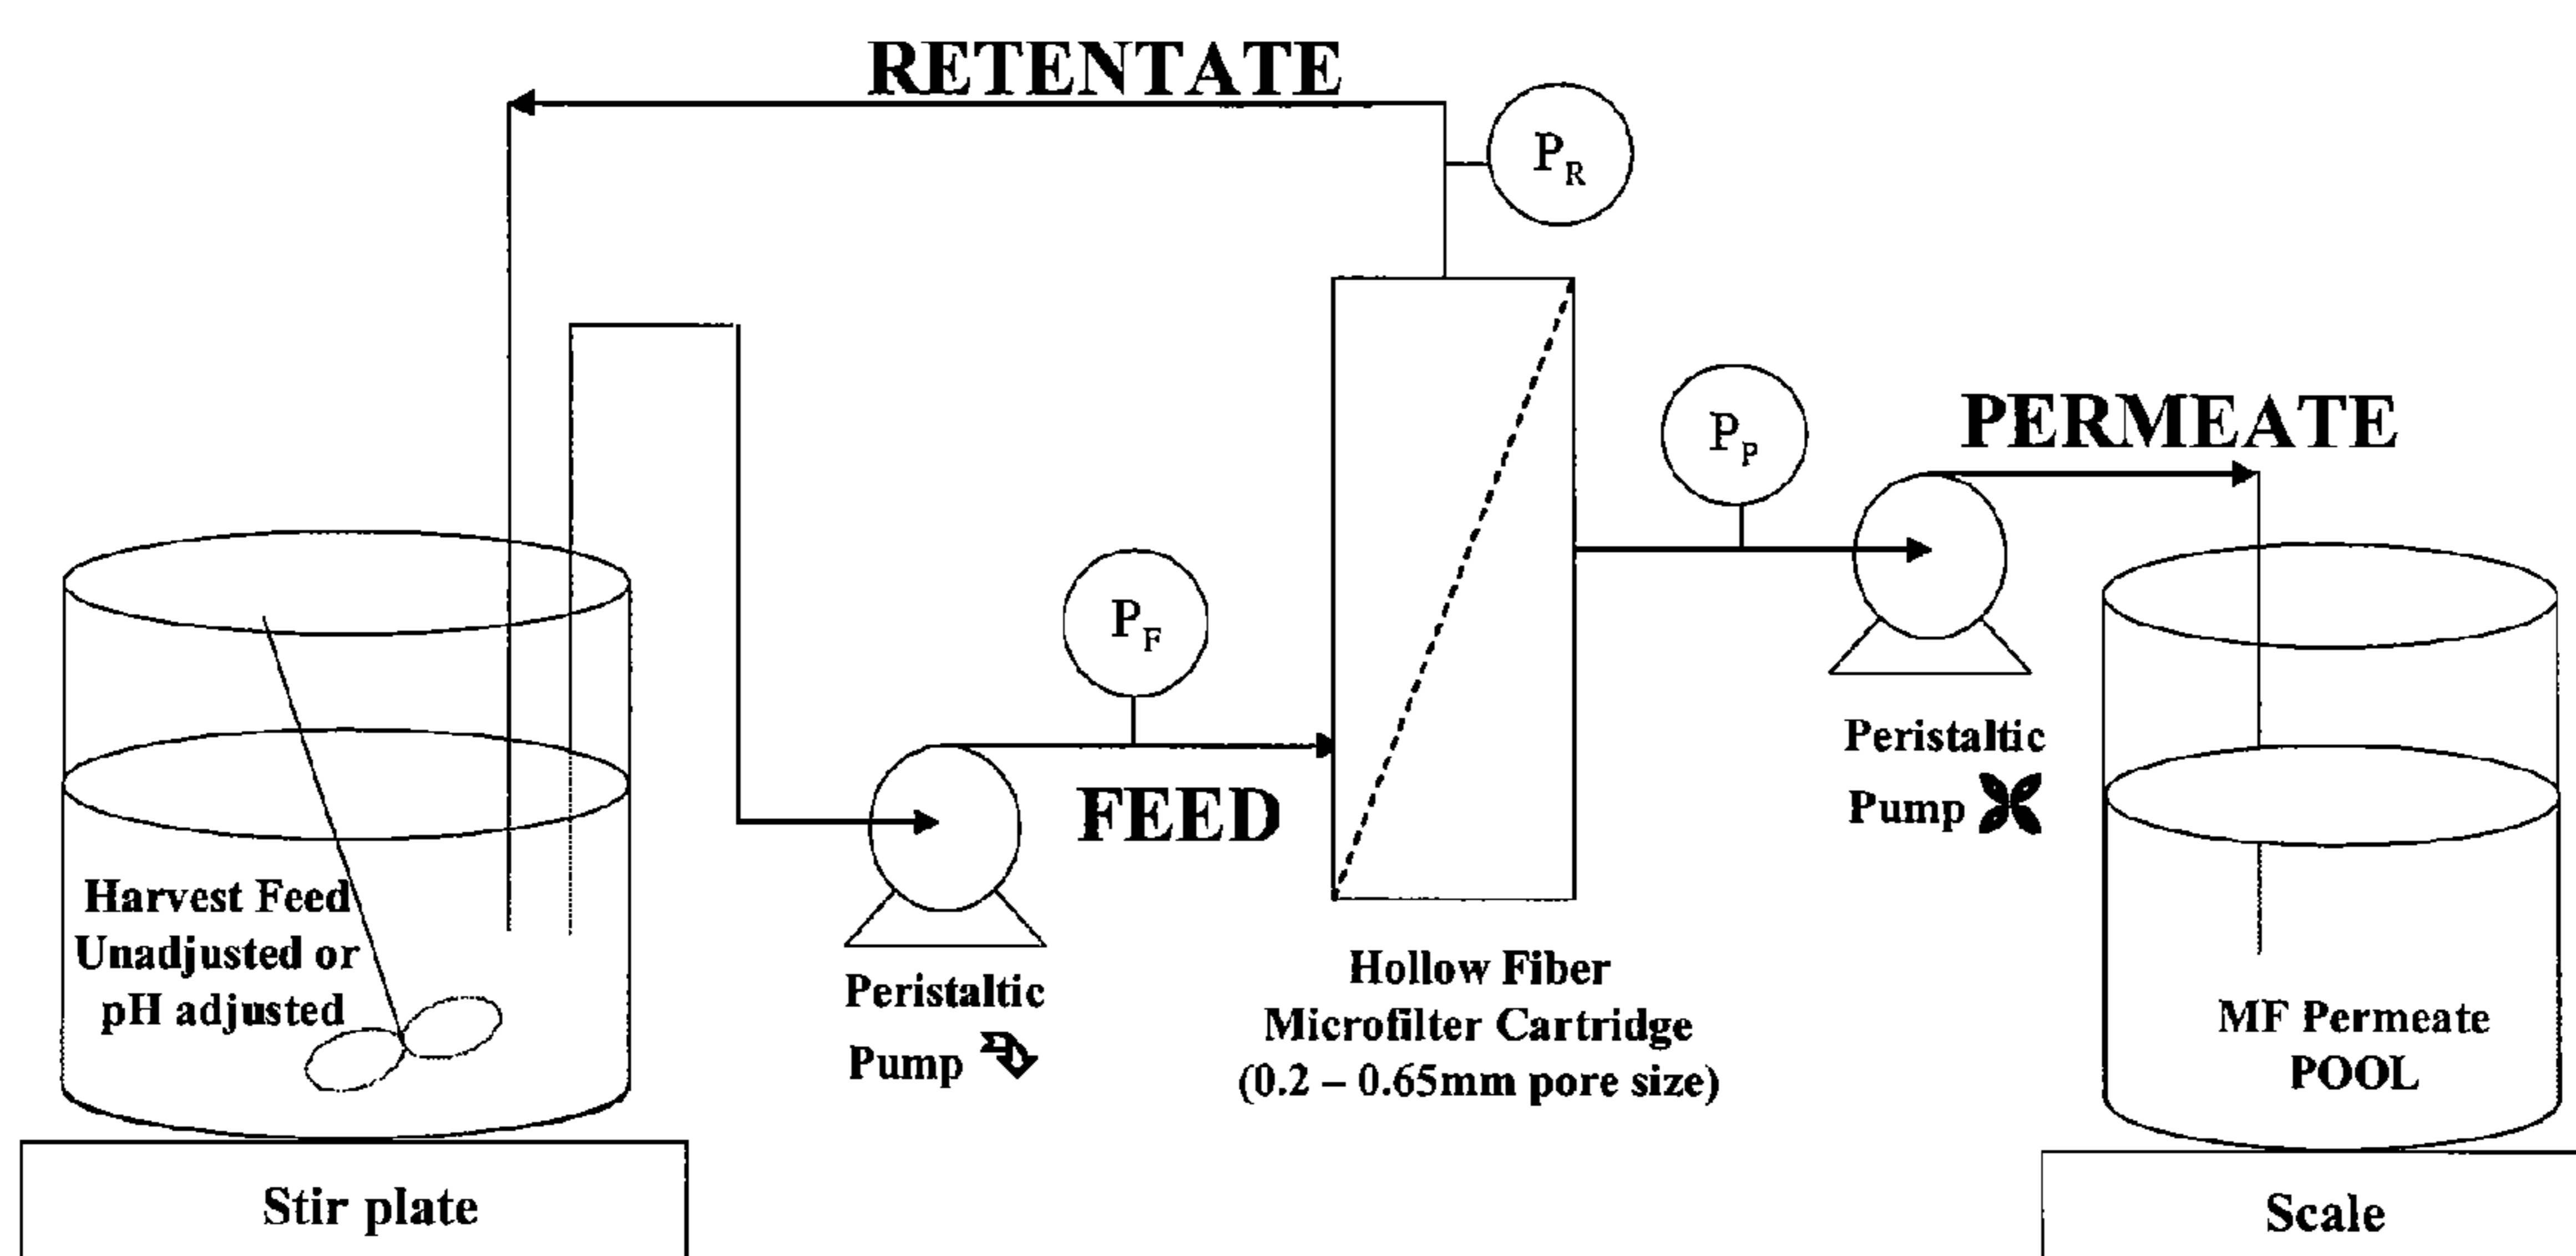 RETENTATE
PR
PP
PERMEATE
PF
FEED
Peristaltic
Pump
Harvest Feed
Unadjusted or
pH adjusted
Peristaltic
Pump
Hollow Fiber
Microfilter Cartridge
(0.2 – 0.65mm pore size)
MF Permeate
POOL
Stir plate
Scale